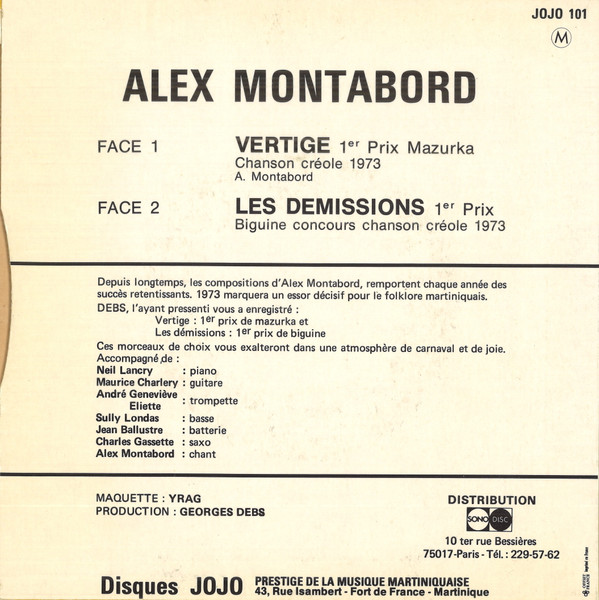 JOJO 101
M
ALEX MONTABORD
FACE 1 VERTIGE 1er Prix Mazurka
Chanson créole 1973
A. Montabord
FACE 2 LES DEMISSIONS 1er Prix
Biguine concours chanson créole 1973
Depuis longtemps, les compositions d'Alex Montabord, remportent chaque année des
succès retentissants. 1973 marquera un essor décisif pour le folklore martiniquais.
DEBS, l'ayant pressenti vous a enregistré :
Vertige : 1er prix de mazurka et
Les démissions : 1er prix de biguine
Ces morceaux de choix vous exalteront dans une atmosphère de carnaval et de joie.
Accompagné de :
Neil Lancry : piano
Maurice Charlery : guitare
André Geneviève
Eliette : trompette
Sully Londas : basse
Jean Ballustre : batterie
Charles Gassette : saxo
Alex Montabord : chant
MAQUETTE : YRAG
PRODUCTION : GEORGES DEBS
DISTRIBUTION
SONO DISC
10 ter rue Bessières
75017-Paris - Tél. : 229-57-62
Disques JOJO PRESTIGE DE LA MUSIQUE MARTINIQUAISE
43, Rue Isambert - Fort de France - Martinique